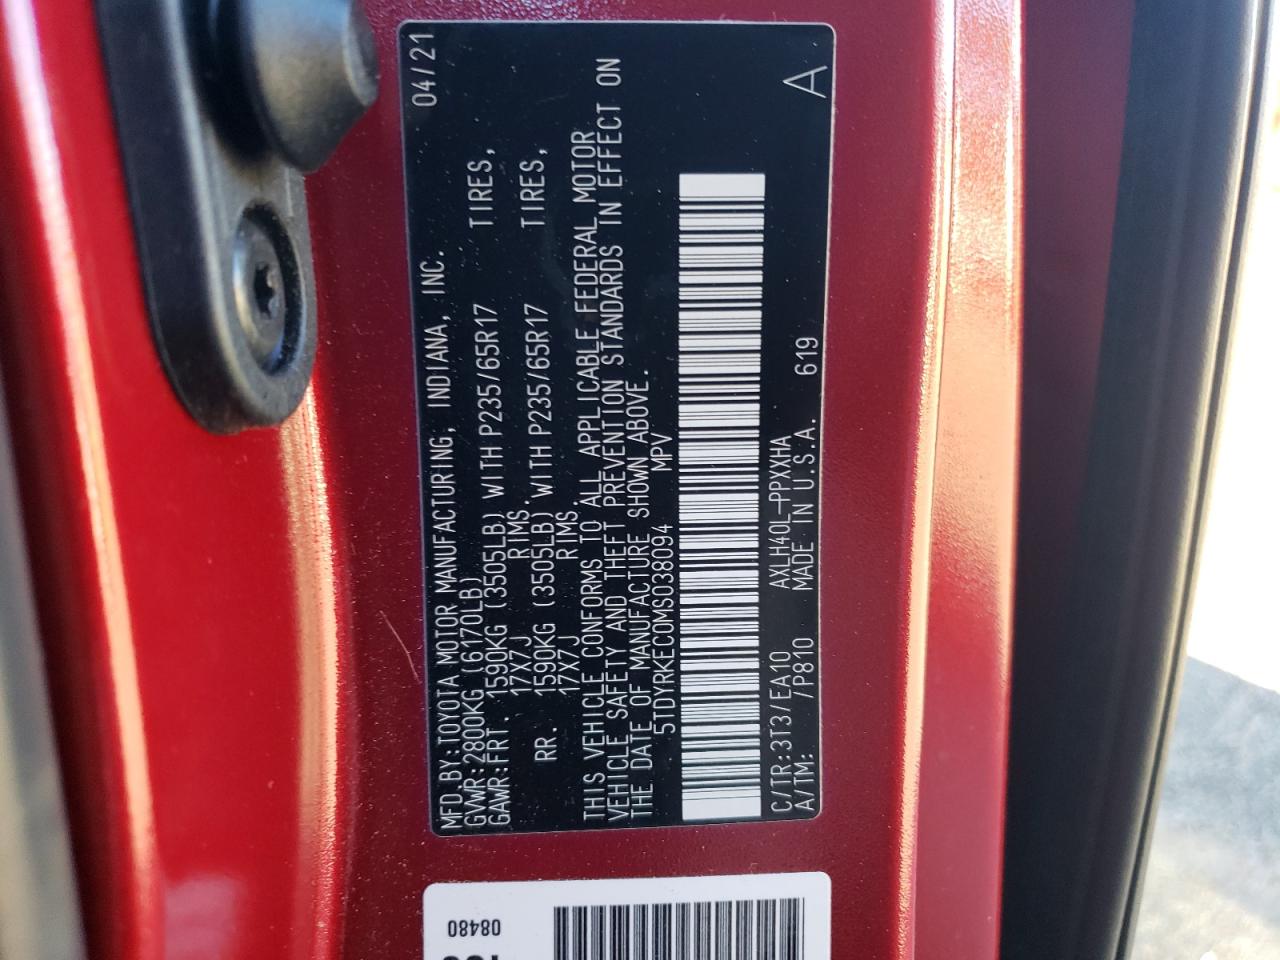 MFD.BY:TOYOTA MOTOR MANUFACTURING, INDIANA, INC. 04/21
GVWR:2800KG (6170LB)
GAWR:FRT. 1590KG (3505LB) WITH P235/65R17 TIRES,
17X7J RIMS.
RR. 1590KG (3505LB) WITH P235/65R17 TIRES,
17X7J RIMS.
THIS VEHICLE CONFORMS TO ALL APPLICABLE FEDERAL MOTOR
VEHICLE SAFETY AND THEFT PREVENTION STANDARDS IN EFFECT ON
THE DATE OF MANUFACTURE SHOWN ABOVE.
5TDYRKEC0MS038094 MPV
C/TR:3T3/EA10 AXLH40L-PPXXHA
A/TM: /P810 MADE IN U.S.A. 619 A
08480